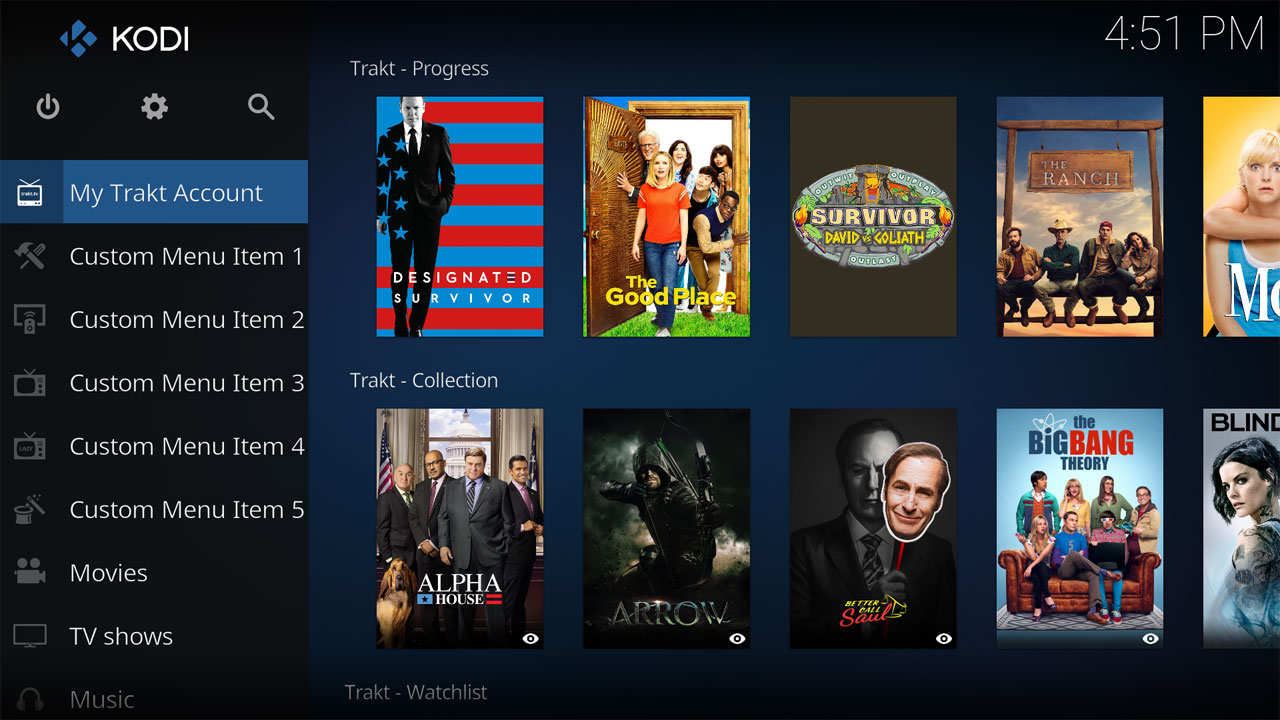 KODI
4:51 PM
My Trakt Account
Custom Menu Item 1
Custom Menu Item 2
Custom Menu Item 3
Custom Menu Item 4
Custom Menu Item 5
Movies
TV shows
Music
trakt.tv
LAZY
Trakt - Progress
DESIGNATED
SURVIVOR
The
Good Place
OUTWIT OUTPLAY
SURVIVOR
DAVID vs GOLIATH
OUTLAST
THE
RANCH
Trakt - Collection
ALPHA
HOUSE
ARROW
BETTER
CALL
Saul
the
BIG BANG
THEORY
BLIND
Trakt - Watchlist